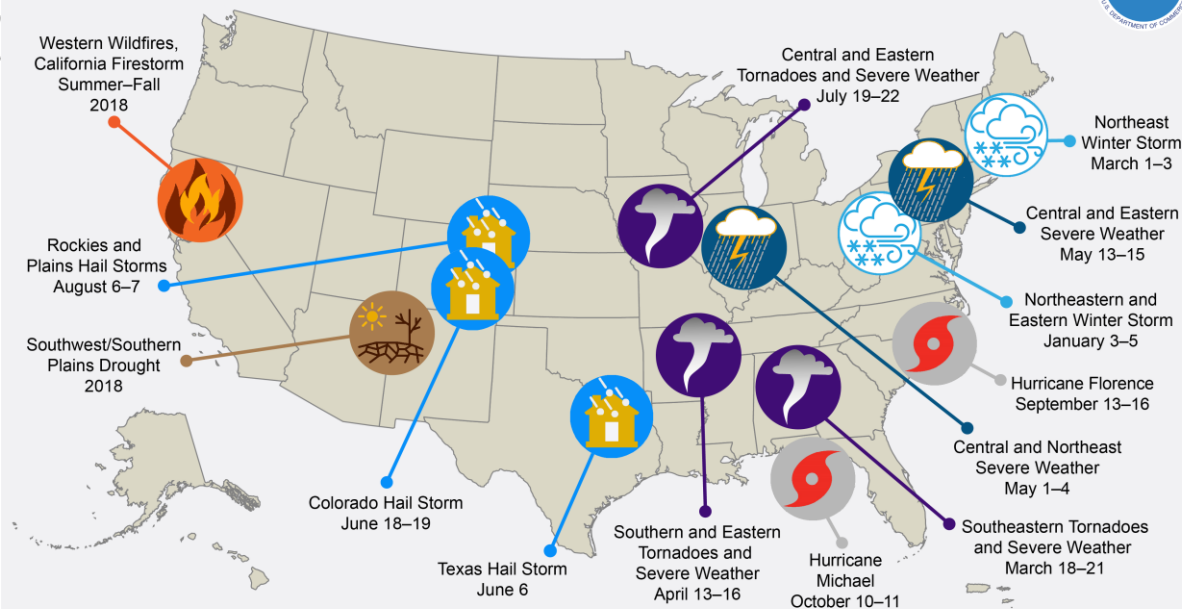 U.S. DEPARTMENT OF COMMERC
Western Wildfires,
California Firestorm
Summer–Fall
2018
Central and Eastern
Tornadoes and Severe Weather
July 19–22
Northeast
Winter Storm
March 1–3
Central and Eastern
Severe Weather
May 13–15
Rockies and
Plains Hail Storms
August 6–7
Northeastern and
Eastern Winter Storm
January 3–5
Southwest/Southern
Plains Drought
2018
Hurricane Florence
September 13–16
Central and Northeast
Severe Weather
May 1–4
Colorado Hail Storm
June 18–19
Texas Hail Storm
June 6
Southern and Eastern
Tornadoes and
Severe Weather
April 13–16
Hurricane
Michael
October 10–11
Southeastern Tornadoes
and Severe Weather
March 18–21